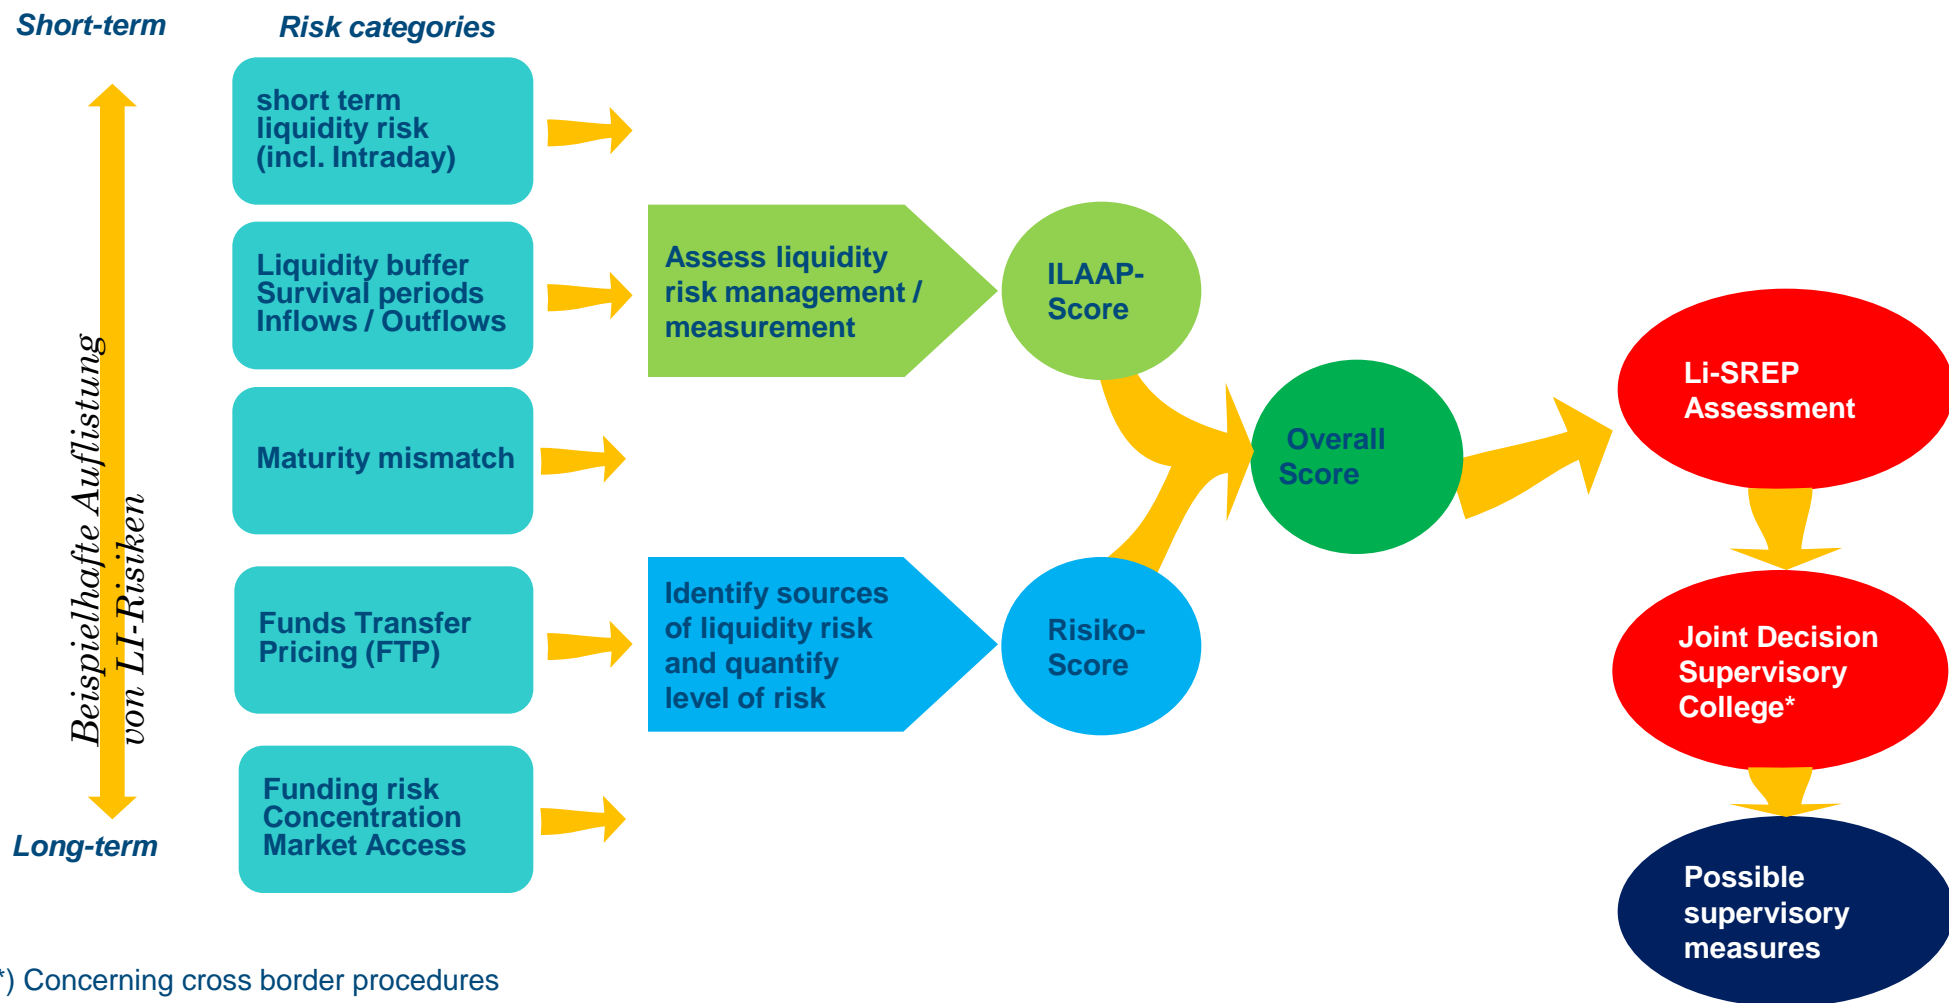 Short-term
Risk categories
short term
liquidity risk
(incl. Intraday)
Liquidity buffer
Survival periods
Inflows / Outflows
Maturity mismatch
Funds Transfer
Pricing (FTP)
Funding risk
Concentration
Market Access
Beispielhafte Auflistung
von LI-Risiken
Long-term
Assess liquidity
risk management /
measurement
ILAAP-
Score
Identify sources
of liquidity risk
and quantify
level of risk
Risiko-
Score
Overall
Score
Li-SREP
Assessment
Joint Decision
Supervisory
College*
Possible
supervisory
measures
*) Concerning cross border procedures